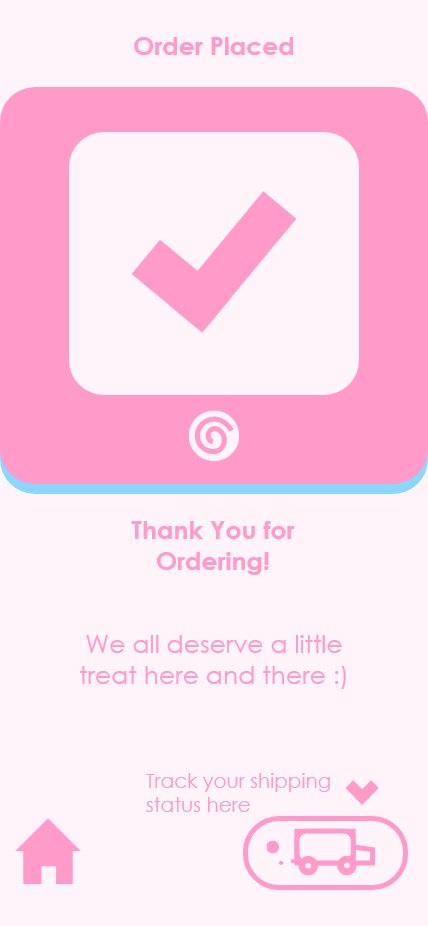 Order Placed
Thank You for
Ordering!
We all deserve a little
treat here and there :)
Track your shipping
status here